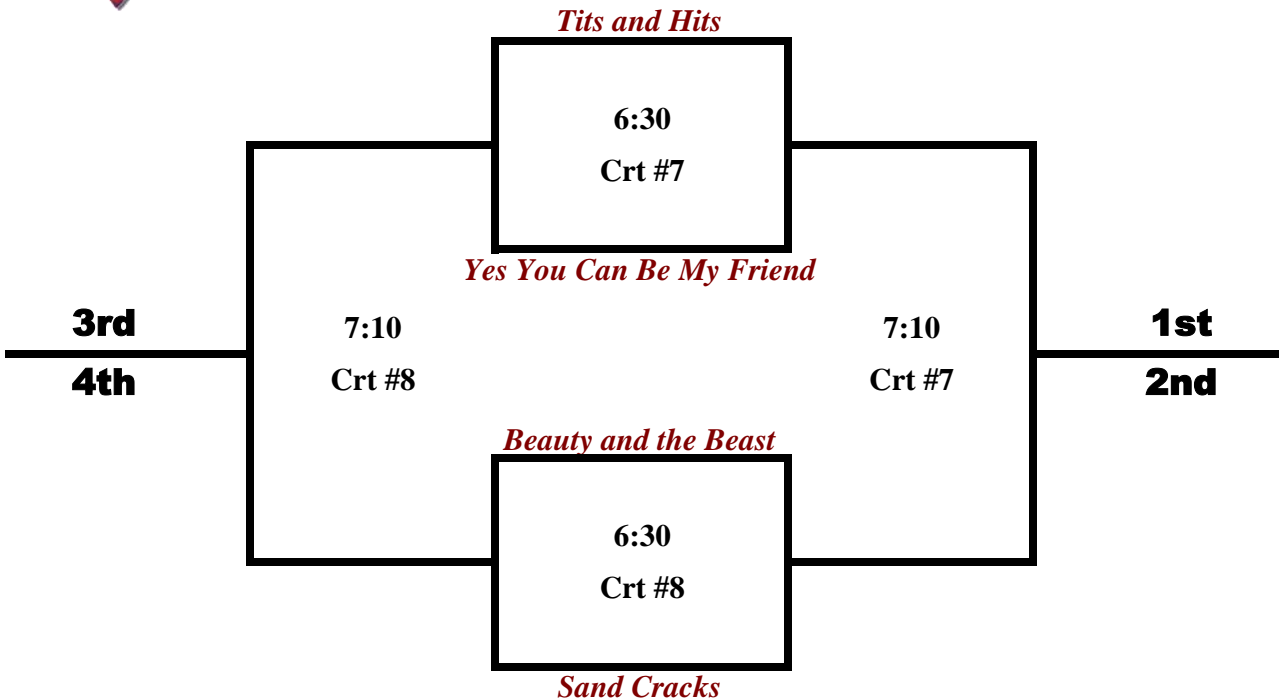 Tits and Hits
6:30
Crt #7
Yes You Can Be My Friend
3rd
4th
7:10
Crt #8
7:10
Crt #7
1st
2nd
Beauty and the Beast
6:30
Crt #8
Sand Cracks